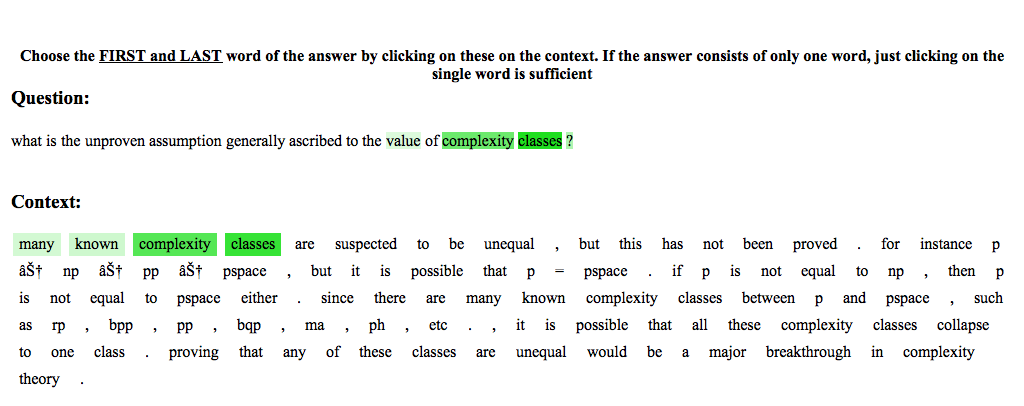 Choose the FIRST and LAST word of the answer by clicking on these on the context. If the answer consists of only one word, just clicking on the
single word is sufficient
Question:
what is the unproven assumption generally ascribed to the value of complexity classes ?
Context:
many known complexity classes are suspected to be unequal , but this has not been proved . for instance p
âŠ† np âŠ† pp âŠ† pspace , but it is possible that p = pspace . if p is not equal to np , then p
is not equal to pspace either . since there are many known complexity classes between p and pspace , such
as rp , bpp , pp , bqp , ma , ph , etc . , it is possible that all these complexity classes collapse
to one class . proving that any of these classes are unequal would be a major breakthrough in complexity
theory .